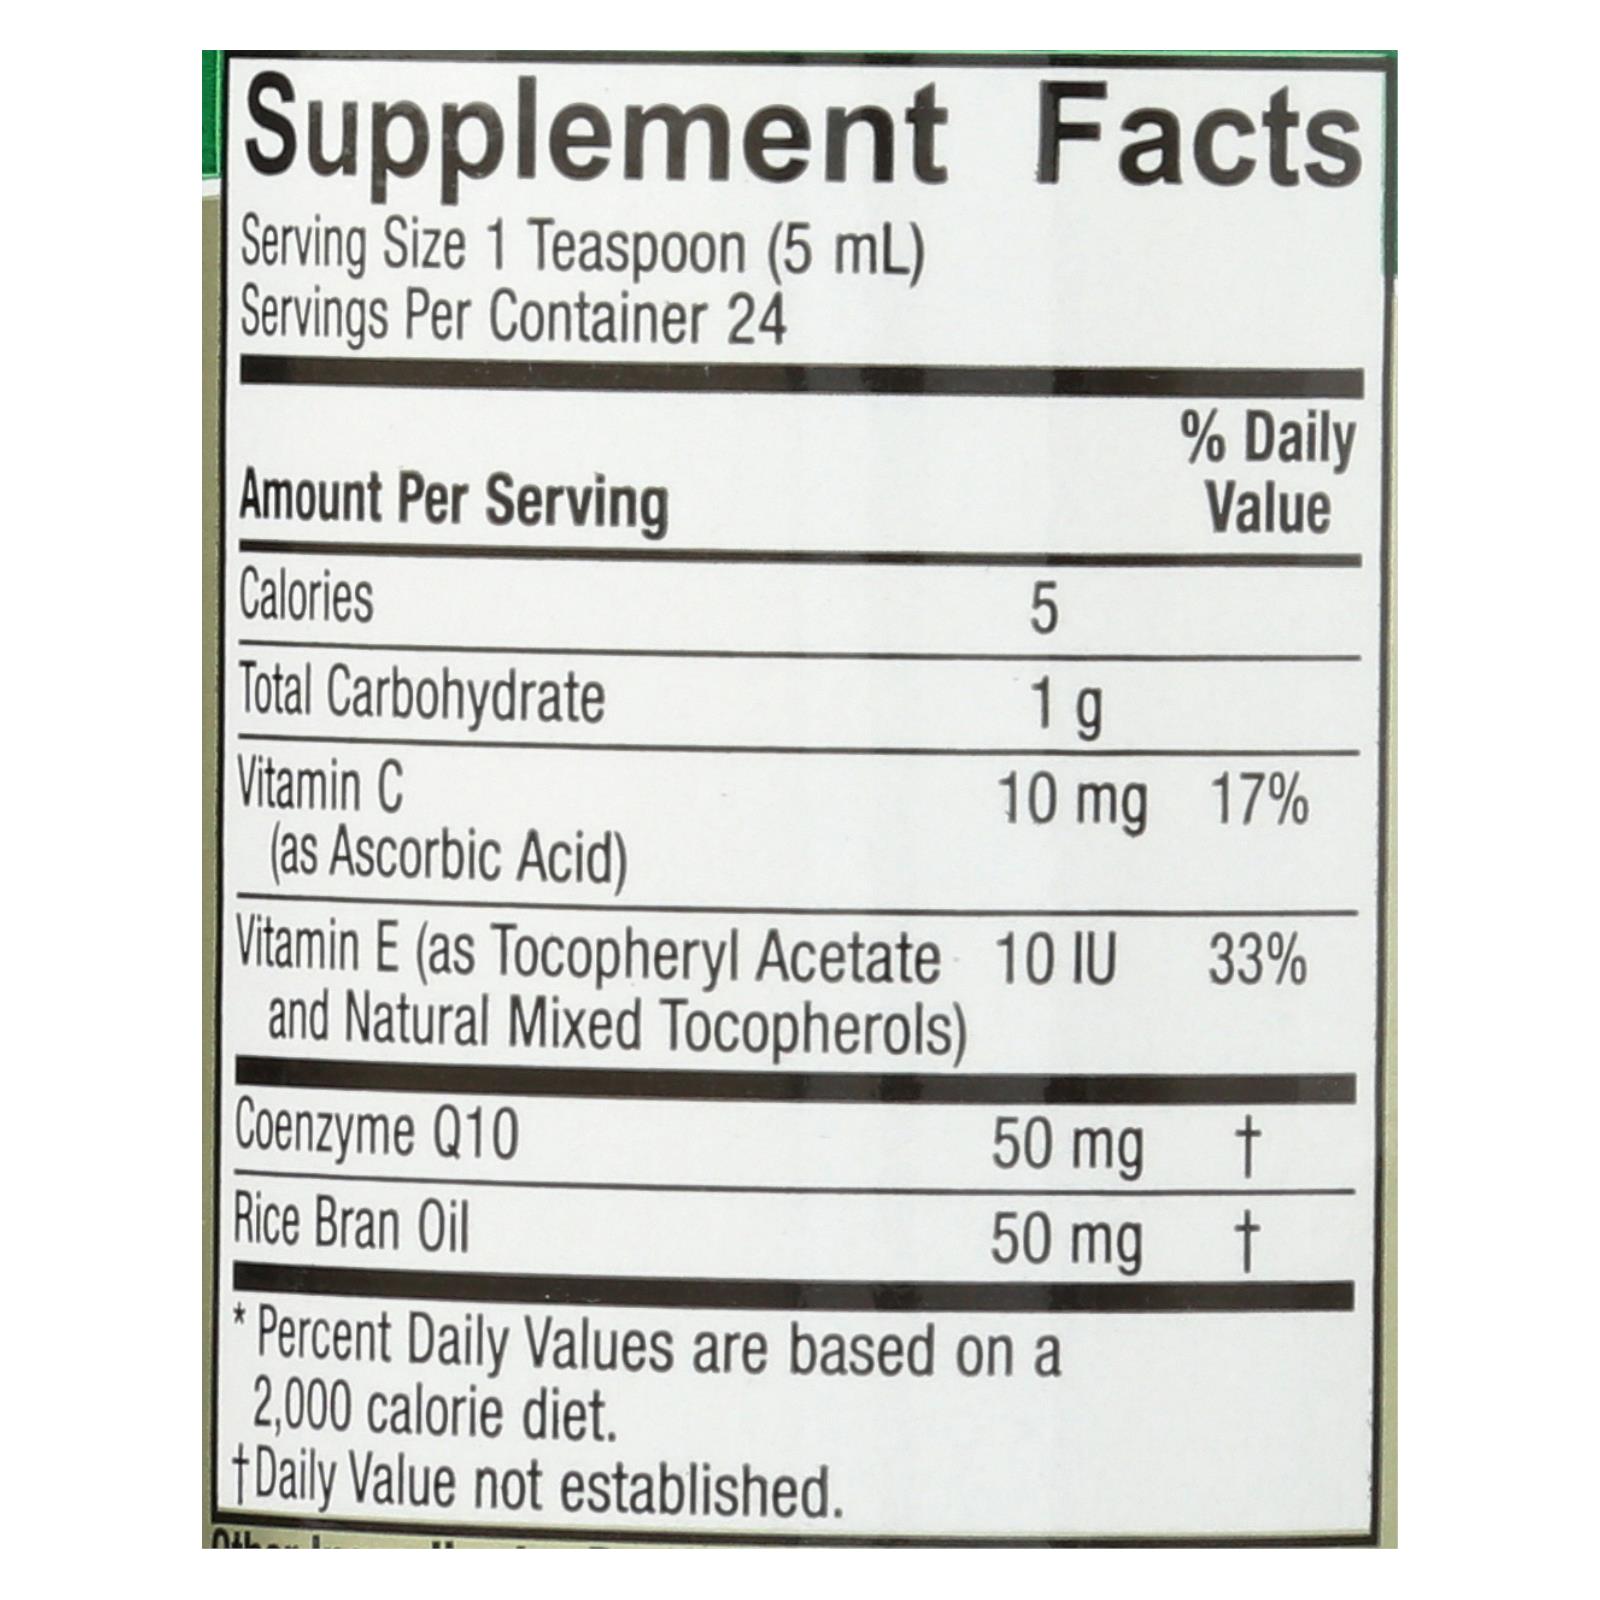 Supplement Facts
Serving Size 1 Teaspoon (5 mL)
Servings Per Container 24
% Daily
Amount Per Serving Value
Calories 5
Total Carbohydrate 1 g
Vitamin C 10 mg 17%
(as Ascorbic Acid)
Vitamin E (as Tocopheryl Acetate 10 IU 33%
and Natural Mixed Tocopherols)
Coenzyme Q10 50 mg †
Rice Bran Oil 50 mg †
* Percent Daily Values are based on a
2,000 calorie diet.
†Daily Value not established.